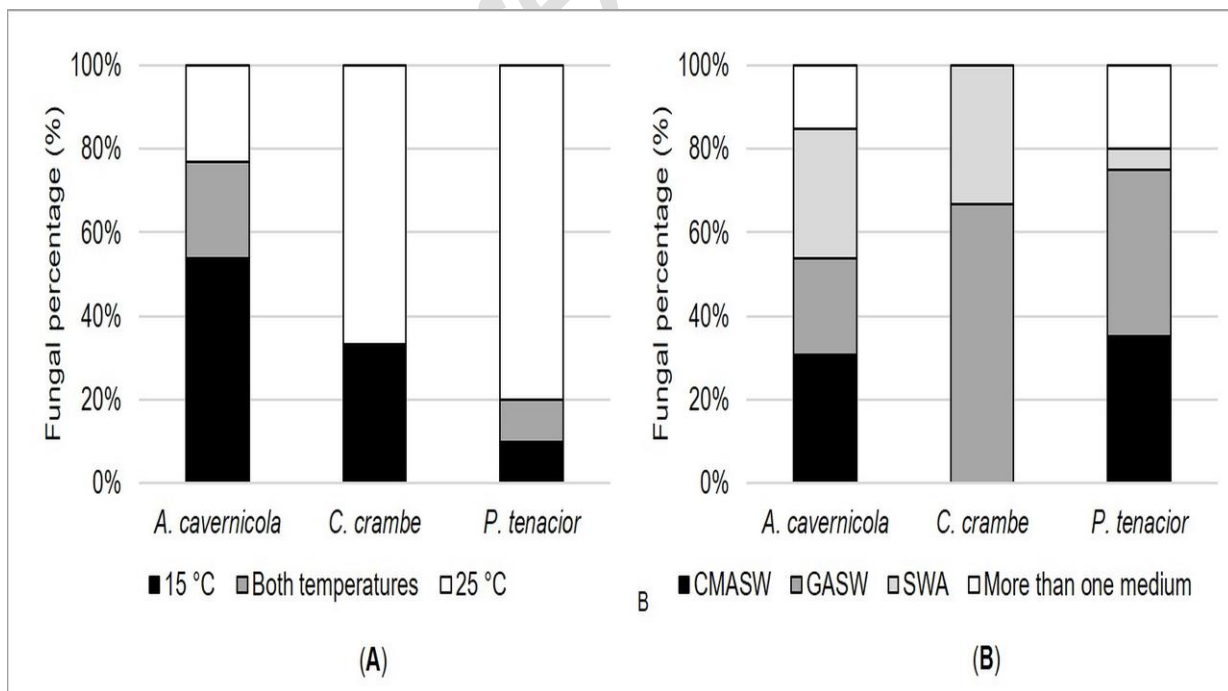 100%
80%
60%
40%
20%
0%
Fungal percentage (%)
A. cavernicola C. crambe P. tenacior
15 °C Both temperatures 25 °C
(A)
100%
80%
60%
40%
20%
0%
Fungal percentage (%)
A. cavernicola C. crambe P. tenacior
B CMASW GASW SWA More than one medium
(B)